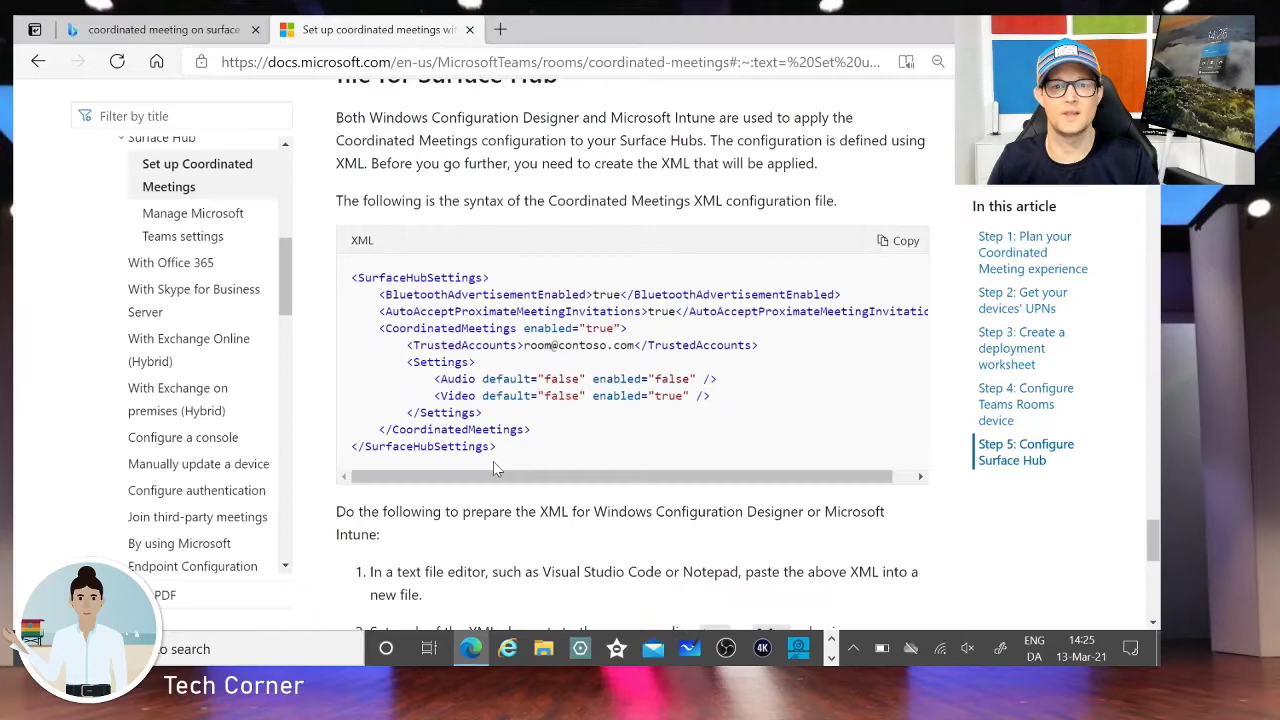 coordinated meeting on surface
Set up coordinated meetings wi
https://docs.microsoft.com/en-us/MicrosoftTeams/rooms/coordinated-meetings#:~:text=%20Set%20u...
14:26
Filter by title
Surface Hub
Set up Coordinated
Meetings
Manage Microsoft
Teams settings
With Office 365
With Skype for Business
Server
With Exchange Online
(Hybrid)
With Exchange on
premises (Hybrid)
Configure a console
Manually update a device
Configure authentication
Join third-party meetings
By using Microsoft
Endpoint Configuration
PDF
file for Surface Hub
Both Windows Configuration Designer and Microsoft Intune are used to apply the
Coordinated Meetings configuration to your Surface Hubs. The configuration is defined using
XML. Before you go further, you need to create the XML that will be applied.
The following is the syntax of the Coordinated Meetings XML configuration file.
XML
Copy
<SurfaceHubSettings>
<BluetoothAdvertisementEnabled>true</BluetoothAdvertisementEnabled>
<AutoAcceptProximateMeetingInvitations>true</AutoAcceptProximateMeetingInvitatio
<CoordinatedMeetings enabled="true">
<TrustedAccounts>room@contoso.com</TrustedAccounts>
<Settings>
<Audio default="false" enabled="false" />
<Video default="false" enabled="true" />
</Settings>
</CoordinatedMeetings>
</SurfaceHubSettings>
Do the following to prepare the XML for Windows Configuration Designer or Microsoft
Intune:
1. In a text file editor, such as Visual Studio Code or Notepad, paste the above XML into a
new file.
In this article
Step 1: Plan your
Coordinated
Meeting experience
Step 2: Get your
devices' UPNs
Step 3: Create a
deployment
worksheet
Step 4: Configure
Teams Rooms
device
Step 5: Configure
Surface Hub
o search
4K
ENG
DA
14:25
13-Mar-21
Tech Corner